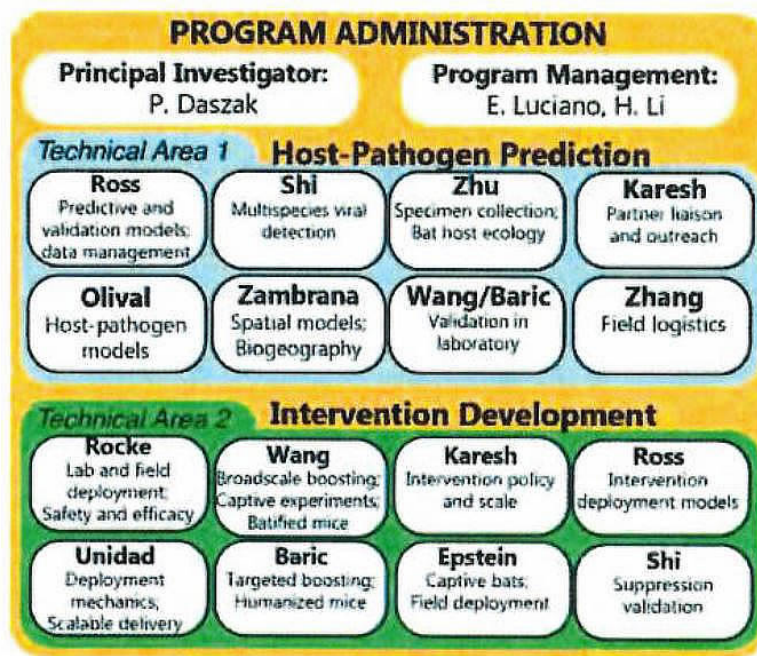 PROGRAM ADMINISTRATION
Principal Investigator:
P. Daszak
Program Management:
E. Luciano, H. Li
Technical Area 1
Host-Pathogen Prediction
Ross
Predictive and
validation models;
data management
Shi
Multispecies viral
detection
Zhu
Specimen collection;
Bat host ecology
Karesh
Partner liaison
and outreach
Olival
Host-pathogen
models
Zambrana
Spatial models;
Biogeography
Wang/Baric
Validation in
laboratory
Zhang
Field logistics
Technical Area 2
Intervention Development
Rocke
Lab and field
deployment;
Safety and efficacy
Wang
Broadscale boosting;
Captive experiments;
Batified mice
Karesh
Intervention policy
and scale
Ross
Intervention
deployment models
Unidad
Deployment
mechanics;
Scalable delivery
Baric
Targeted boosting;
Humanized mice
Epstein
Captive bats;
Field deployment
Shi
Suppression
validation